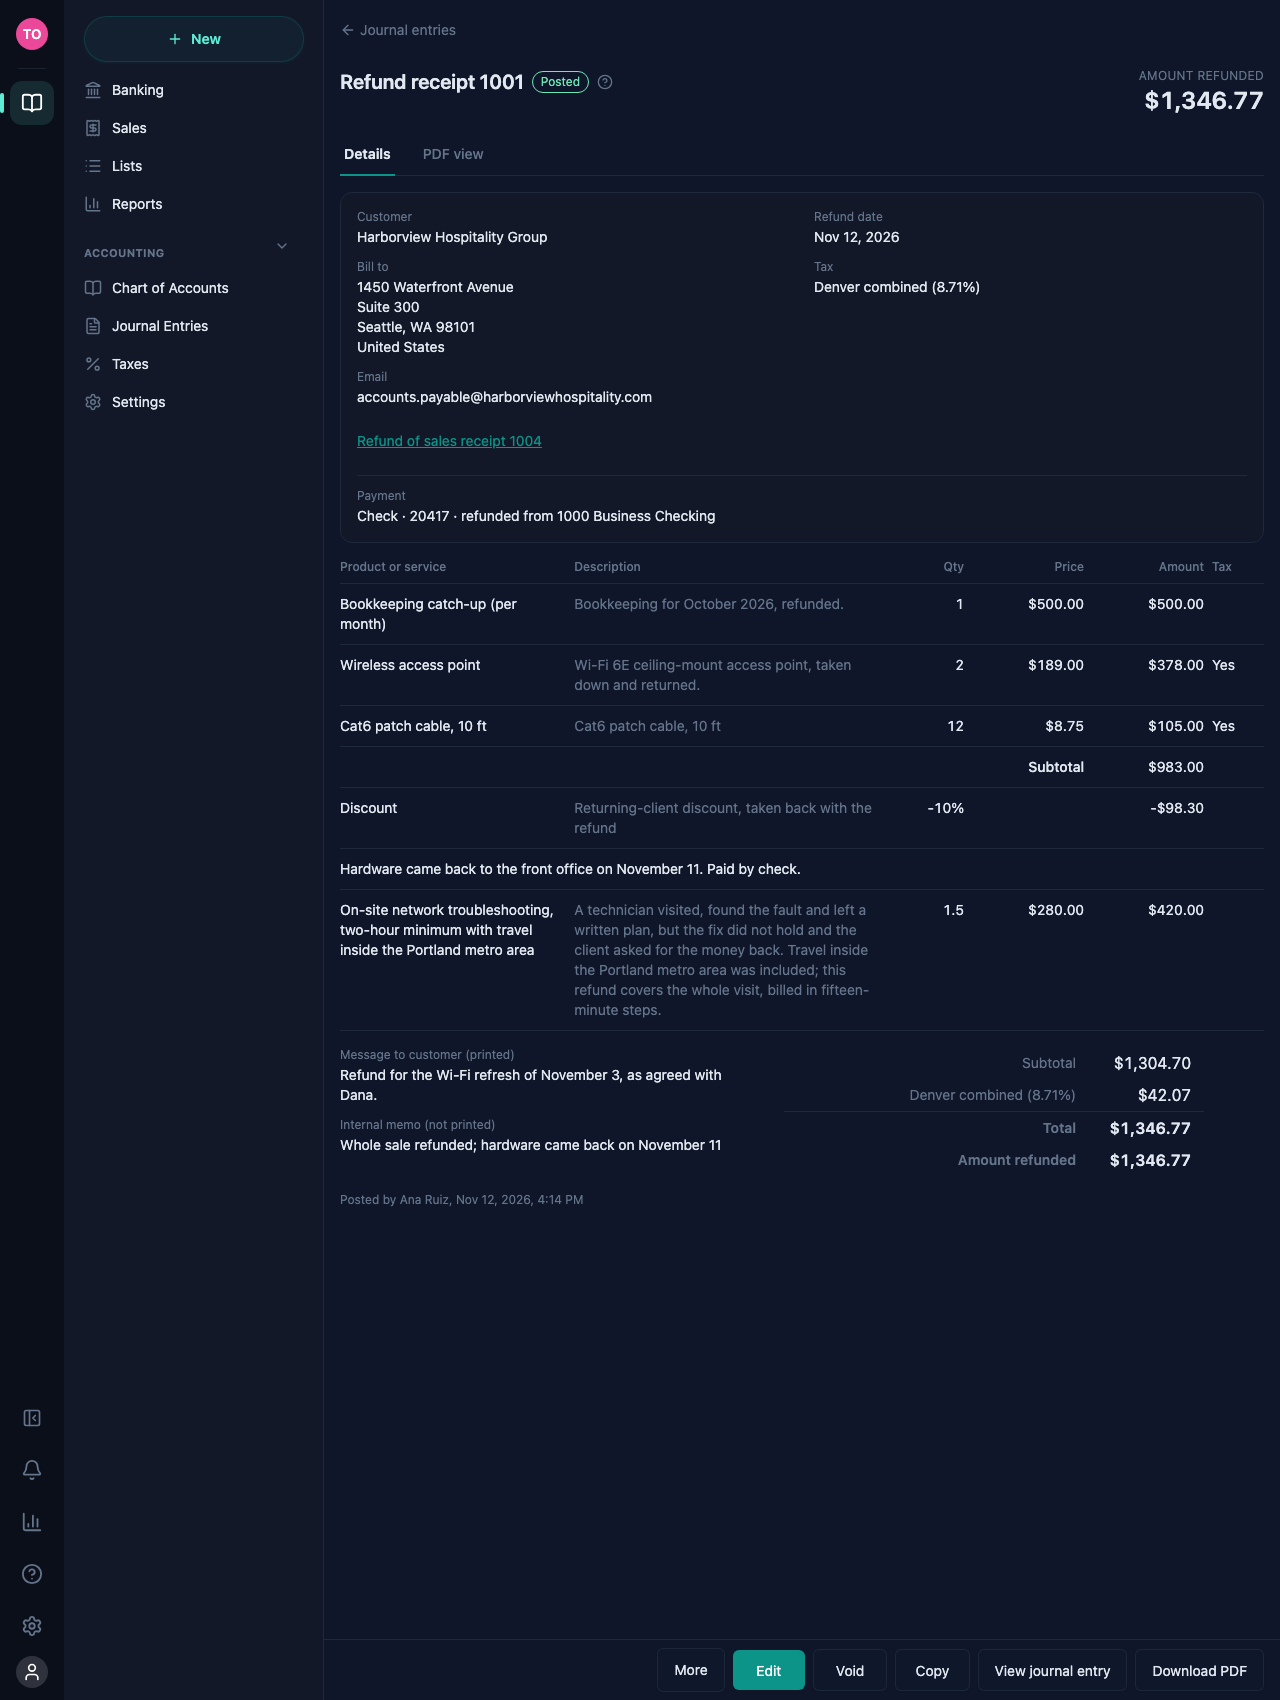 TO
New
Banking
Sales
Lists
Reports
ACCOUNTING
Chart of Accounts
Journal Entries
Taxes
Settings
Journal entries
Refund receipt 1001 Posted
AMOUNT REFUNDED
$1,346.77
Details PDF view
Customer
Harborview Hospitality Group
Refund date
Nov 12, 2026
Bill to
1450 Waterfront Avenue
Suite 300
Seattle, WA 98101
United States
Tax
Denver combined (8.71%)
Email
accounts.payable@harborviewhospitality.com
Refund of sales receipt 1004
Payment
Check · 20417 · refunded from 1000 Business Checking
Product or service Description Qty Price Amount Tax
Bookkeeping catch-up (per Bookkeeping for October 2026, refunded. 1 $500.00 $500.00
month)
Wireless access point Wi-Fi 6E ceiling-mount access point, taken 2 $189.00 $378.00 Yes
down and returned.
Cat6 patch cable, 10 ft Cat6 patch cable, 10 ft 12 $8.75 $105.00 Yes
Subtotal $983.00
Discount Returning-client discount, taken back with the -10% -$98.30
refund
Hardware came back to the front office on November 11. Paid by check.
On-site network troubleshooting, A technician visited, found the fault and left a 1.5 $280.00 $420.00
two-hour minimum with travel written plan, but the fix did not hold and the
inside the Portland metro area client asked for the money back. Travel inside
the Portland metro area was included; this
refund covers the whole visit, billed in fifteen-
minute steps.
Message to customer (printed)
Refund for the Wi-Fi refresh of November 3, as agreed with
Dana.
Internal memo (not printed)
Whole sale refunded; hardware came back on November 11
Subtotal $1,304.70
Denver combined (8.71%) $42.07
Total $1,346.77
Amount refunded $1,346.77
Posted by Ana Ruiz, Nov 12, 2026, 4:14 PM
More Edit Void Copy View journal entry Download PDF